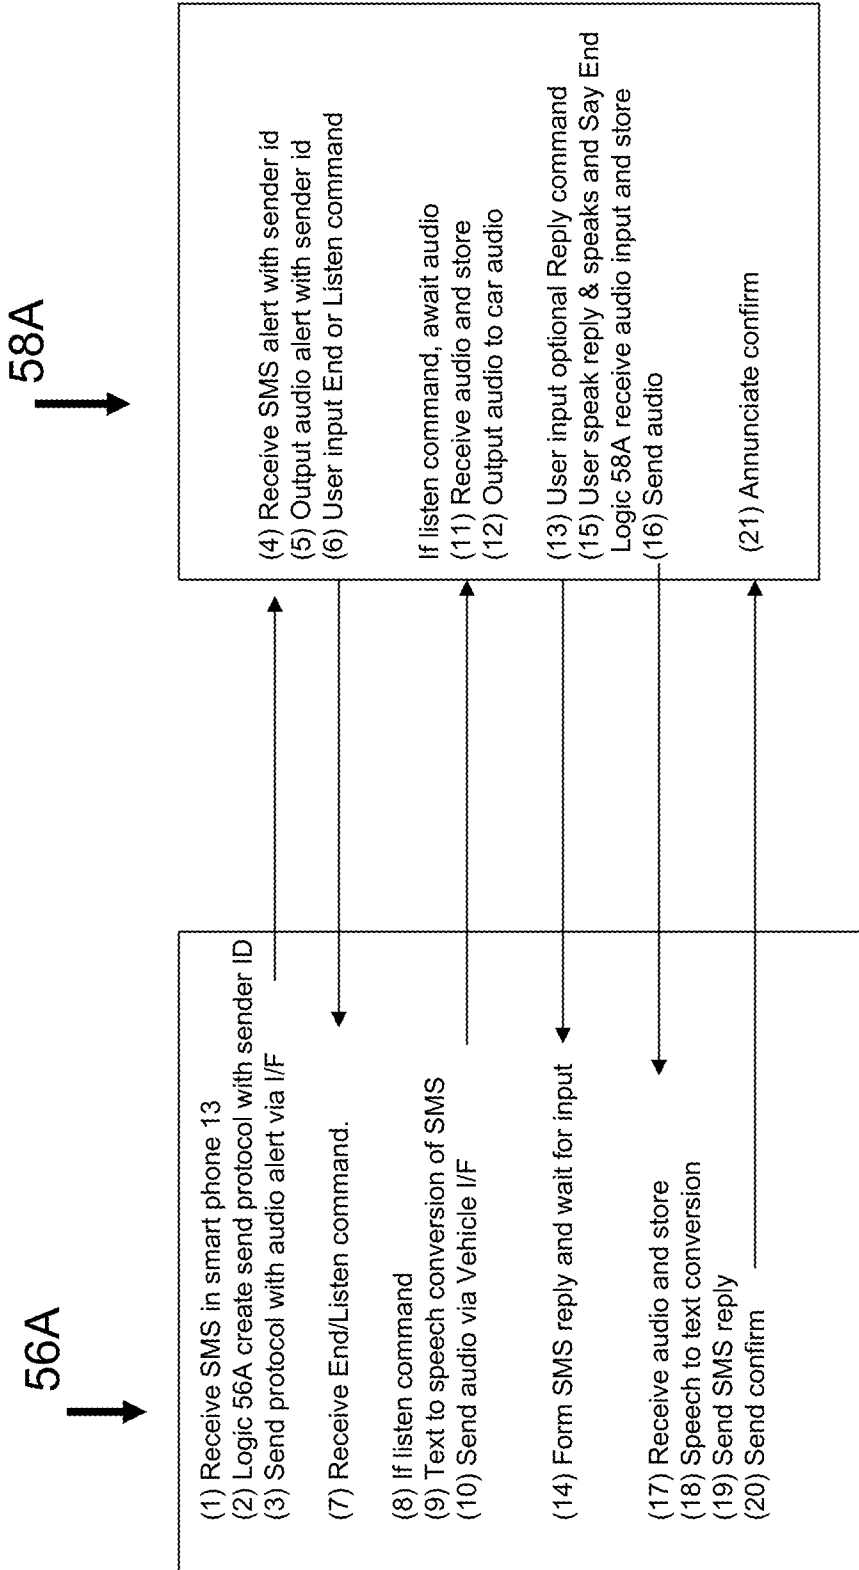 56A
(1) Receive SMS in smart phone 13
(2) Logic 56A create send protocol with sender ID
(3) Send protocol with audio alert via I/F
(7) Receive End/Listen command.
(8) If listen command
(9) Text to speech conversion of SMS
(10) Send audio via Vehicle I/F
(14) Form SMS reply and wait for input
(17) Receive audio and store
(18) Speech to text conversion
(19) Send SMS reply
(20) Send confirm
58A
(4) Receive SMS alert with sender id
(5) Output audio alert with sender id
(6) User input End or Listen command
If listen command, await audio
(11) Receive audio and store
(12) Output audio to car audio
(13) User input optional Reply command
(15) User speak reply & speaks and Say End
Logic 58A receive audio input and store
(16) Send audio
(21) Annunciate confirm